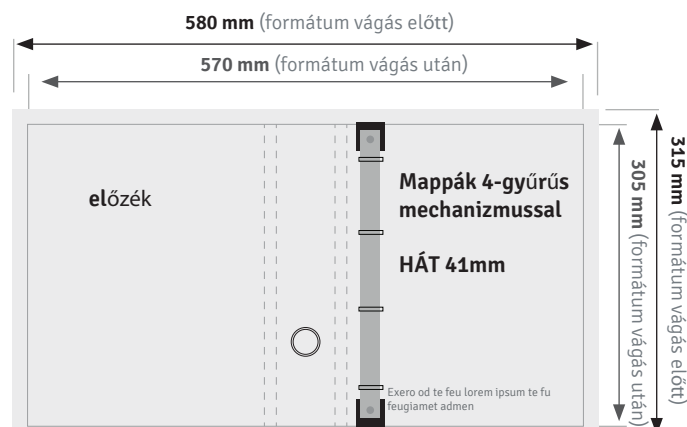 580 mm (formátum vágás előtt)
570 mm (formátum vágás után)
előzék
Mappák 4-gyűrűs
mechanizmussal
HÁT 41mm
Exero od te feu lorem ipsum te fu
feugiamet admen
305 mm (formátum vágás után)
315 mm (formátum vágás előtt)